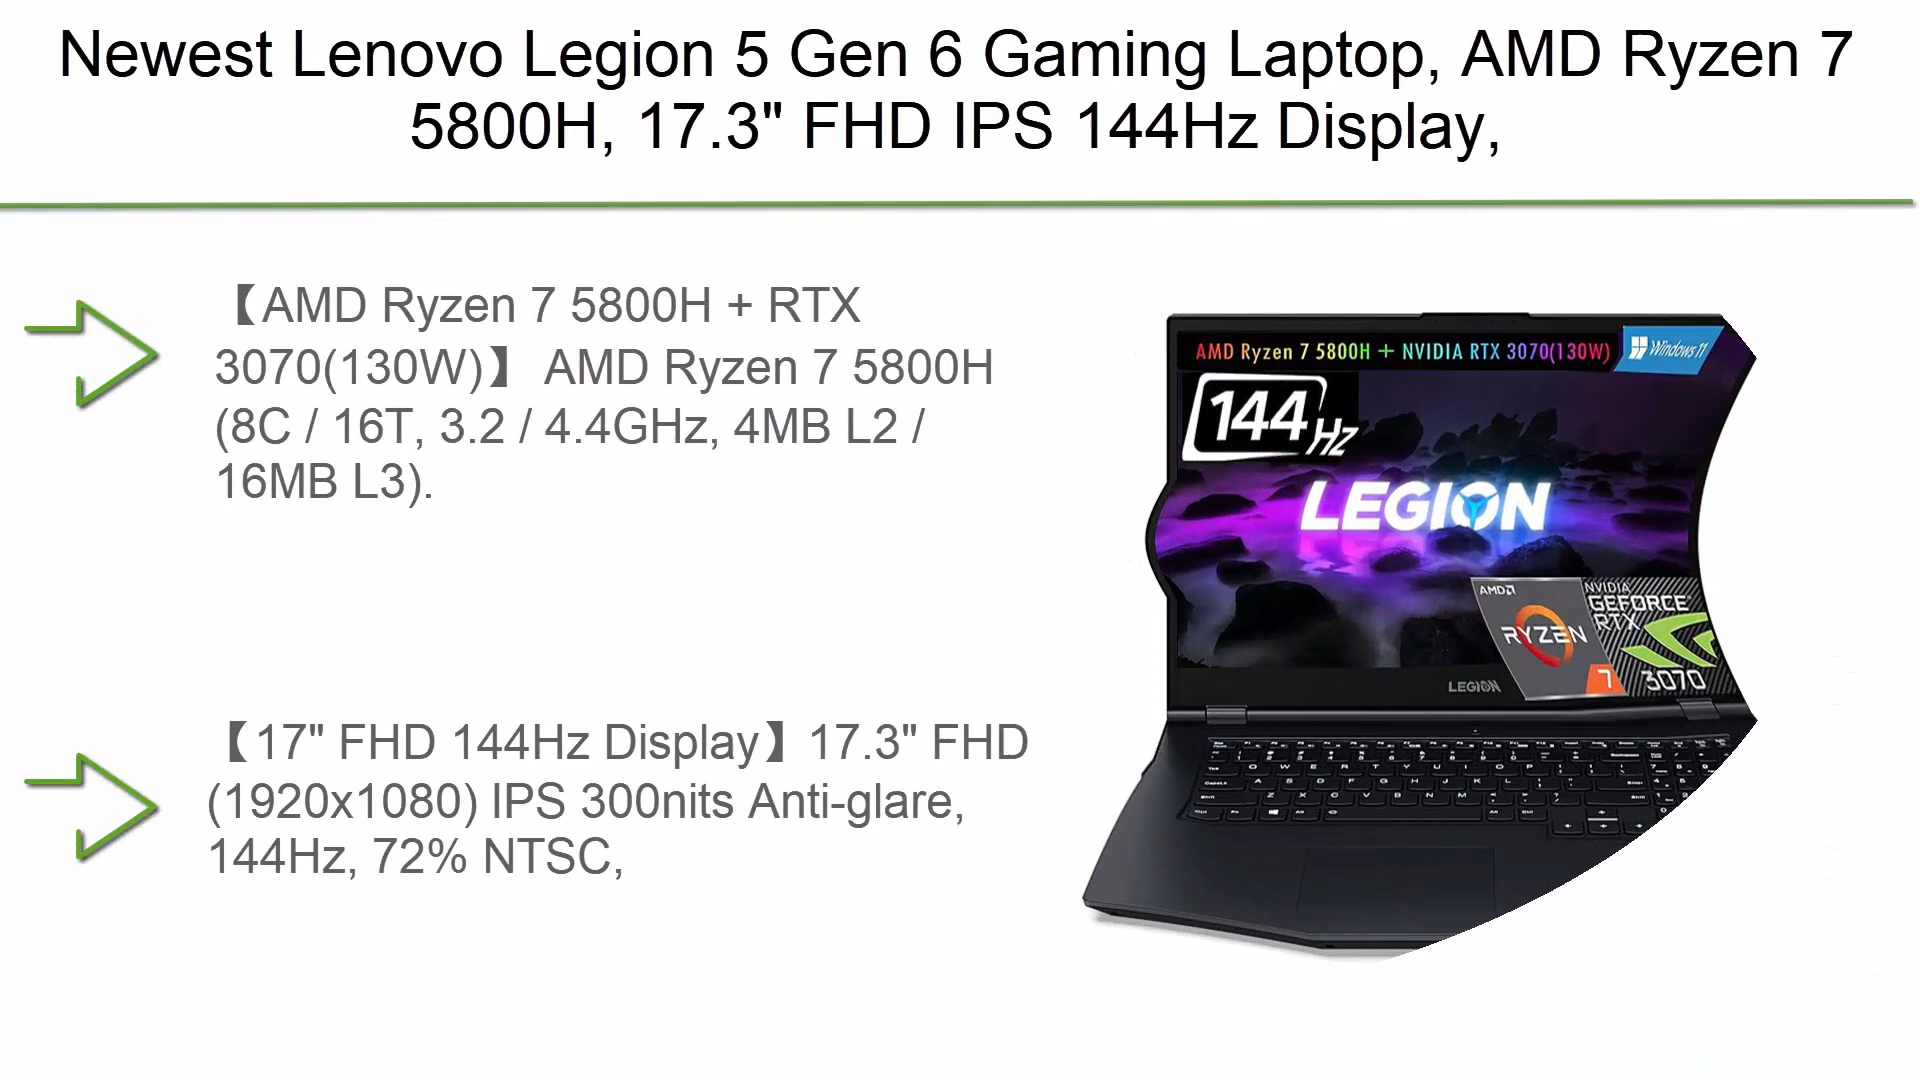 Newest Lenovo Legion 5 Gen 6 Gaming Laptop, AMD Ryzen 7
5800H, 17.3" FHD IPS 144Hz Display,
【AMD Ryzen 7 5800H + RTX
3070(130W)】 AMD Ryzen 7 5800H
(8C / 16T, 3.2 / 4.4GHz, 4MB L2 /
16MB L3).
【17" FHD 144Hz Display】17.3" FHD
(1920x1080) IPS 300nits Anti-glare,
144Hz, 72% NTSC,
AMD Ryzen 7 5800H + NVIDIA RTX 3070(130W)
Windows 11
144Hz
LEGION
AMD
RYZEN
7
NVIDIA
GEFORCE
RTX
3070
LEGION